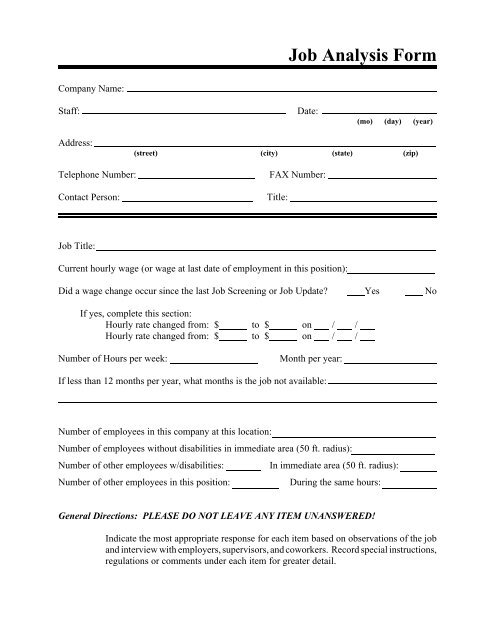 Job Analysis Form
Company Name:
Staff: Date:
(mo) (day) (year)
Address:
(street) (city) (state) (zip)
Telephone Number: FAX Number:
Contact Person: Title:
Job Title:
Current hourly wage (or wage at last date of employment in this position):
Did a wage change occur since the last Job Screening or Job Update? Yes No
If yes, complete this section:
Hourly rate changed from: $ to $ on / /
Hourly rate changed from: $ to $ on / /
Number of Hours per week: Month per year:
If less than 12 months per year, what months is the job not available:
Number of employees in this company at this location:
Number of employees without disabilities in immediate area (50 ft. radius):
Number of other employees w/disabilities: In immediate area (50 ft. radius):
Number of other employees in this position: During the same hours:
General Directions: PLEASE DO NOT LEAVE ANY ITEM UNANSWERED!
Indicate the most appropriate response for each item based on observations of the job
and interview with employers, supervisors, and coworkers. Record special instructions,
regulations or comments under each item for greater detail.